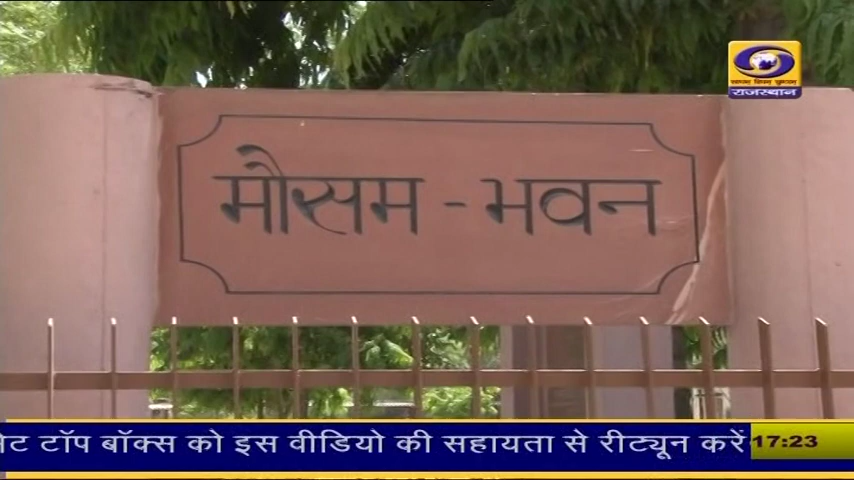 राजस्थान
मौसम - भवन
सेट टॉप बॉक्स को इस वीडियो की सहायता से रीट्यून करें
17:23